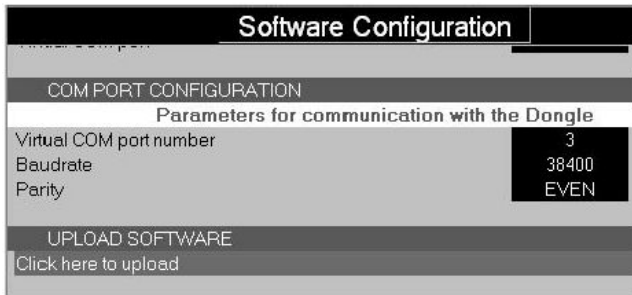 Software Configuration
COM PORT CONFIGURATION
Parameters for communication with the Dongle
Virtual COM port number 3
Baudrate 38400
Parity EVEN
UPLOAD SOFTWARE
Click here to upload